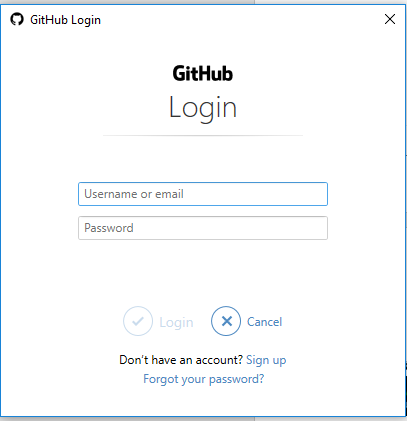 GitHub Login
GitHub
Login
Username or email
Password
Login Cancel
Don't have an account? Sign up
Forgot your password?